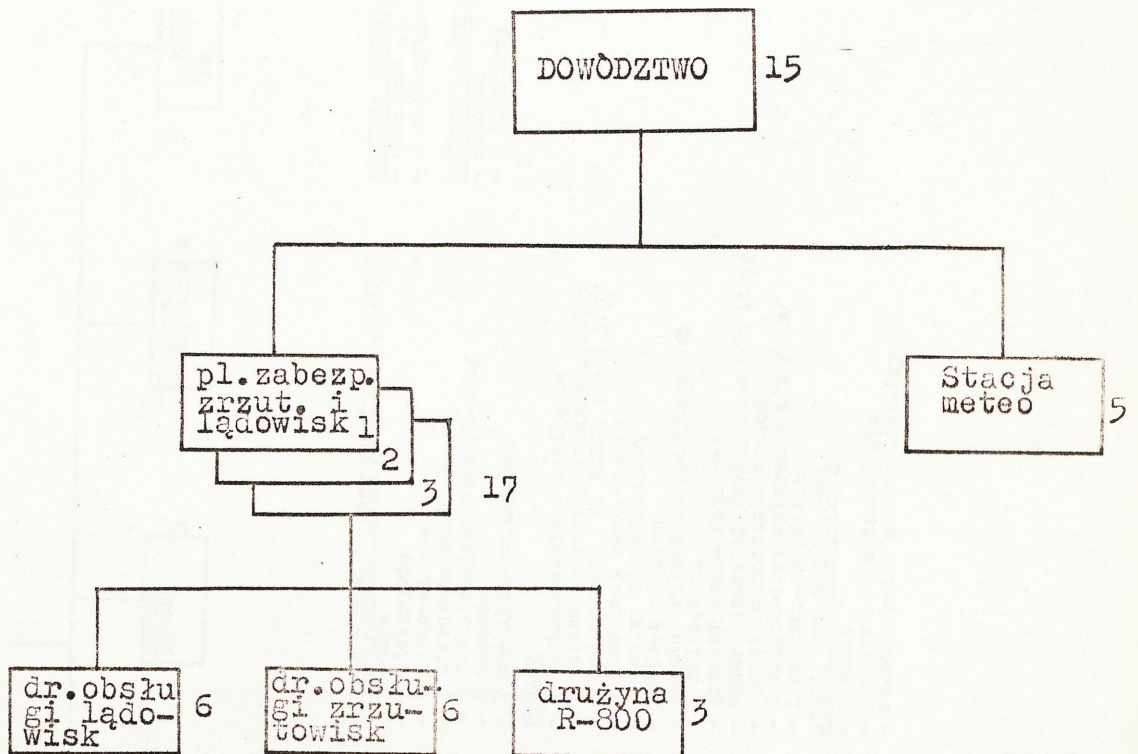 DOWÒDZTWO 15
pl.zabezp.
zrzut. i
lądowisk 1
2
3 17
Stacja
meteo
5
dr.obsłu
gi lądo-
wisk
6
dr.obsłu-
gi zrzu-
towisk
6
drużyna
R-800
3